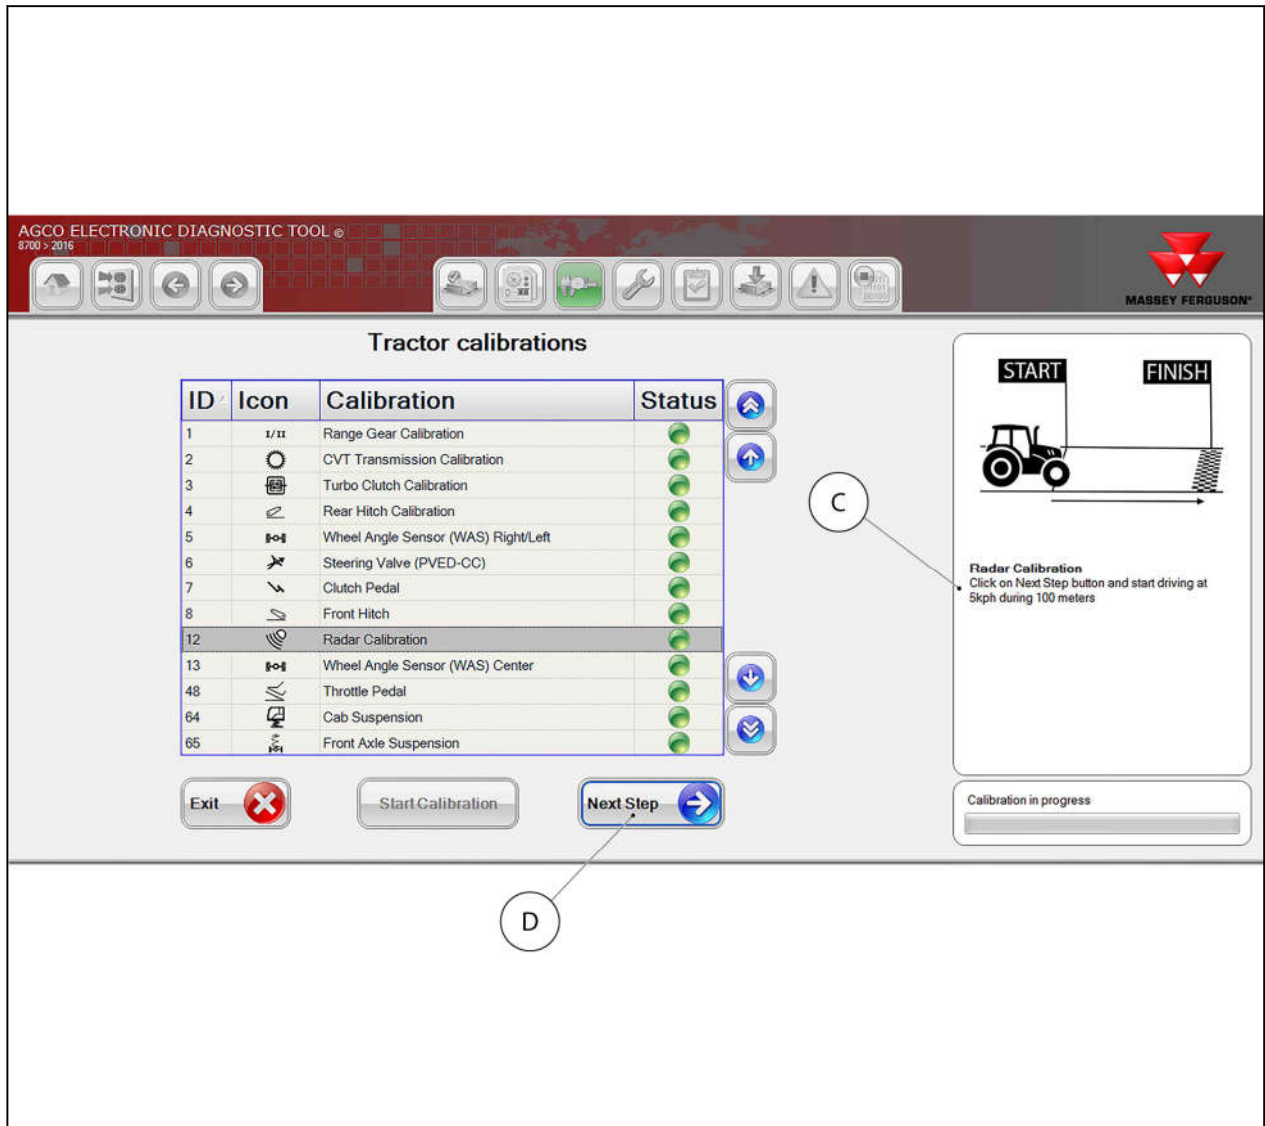 AGCO ELECTRONIC DIAGNOSTIC TOOL ©
8700 > 2016
MASSEY FERGUSON
Tractor calibrations
ID Icon Calibration Status
1 I/II Range Gear Calibration
2 CVT Transmission Calibration
3 Turbo Clutch Calibration
4 Rear Hitch Calibration
5 Wheel Angle Sensor (WAS) Right/Left
6 Steering Valve (PVED-CC)
7 Clutch Pedal
8 Front Hitch
12 Radar Calibration
13 Wheel Angle Sensor (WAS) Center
48 Throttle Pedal
64 Cab Suspension
65 Front Axle Suspension
Exit
Start Calibration
Next Step
START FINISH
C
Radar Calibration
Click on Next Step button and start driving at
5kph during 100 meters
Calibration in progress
D